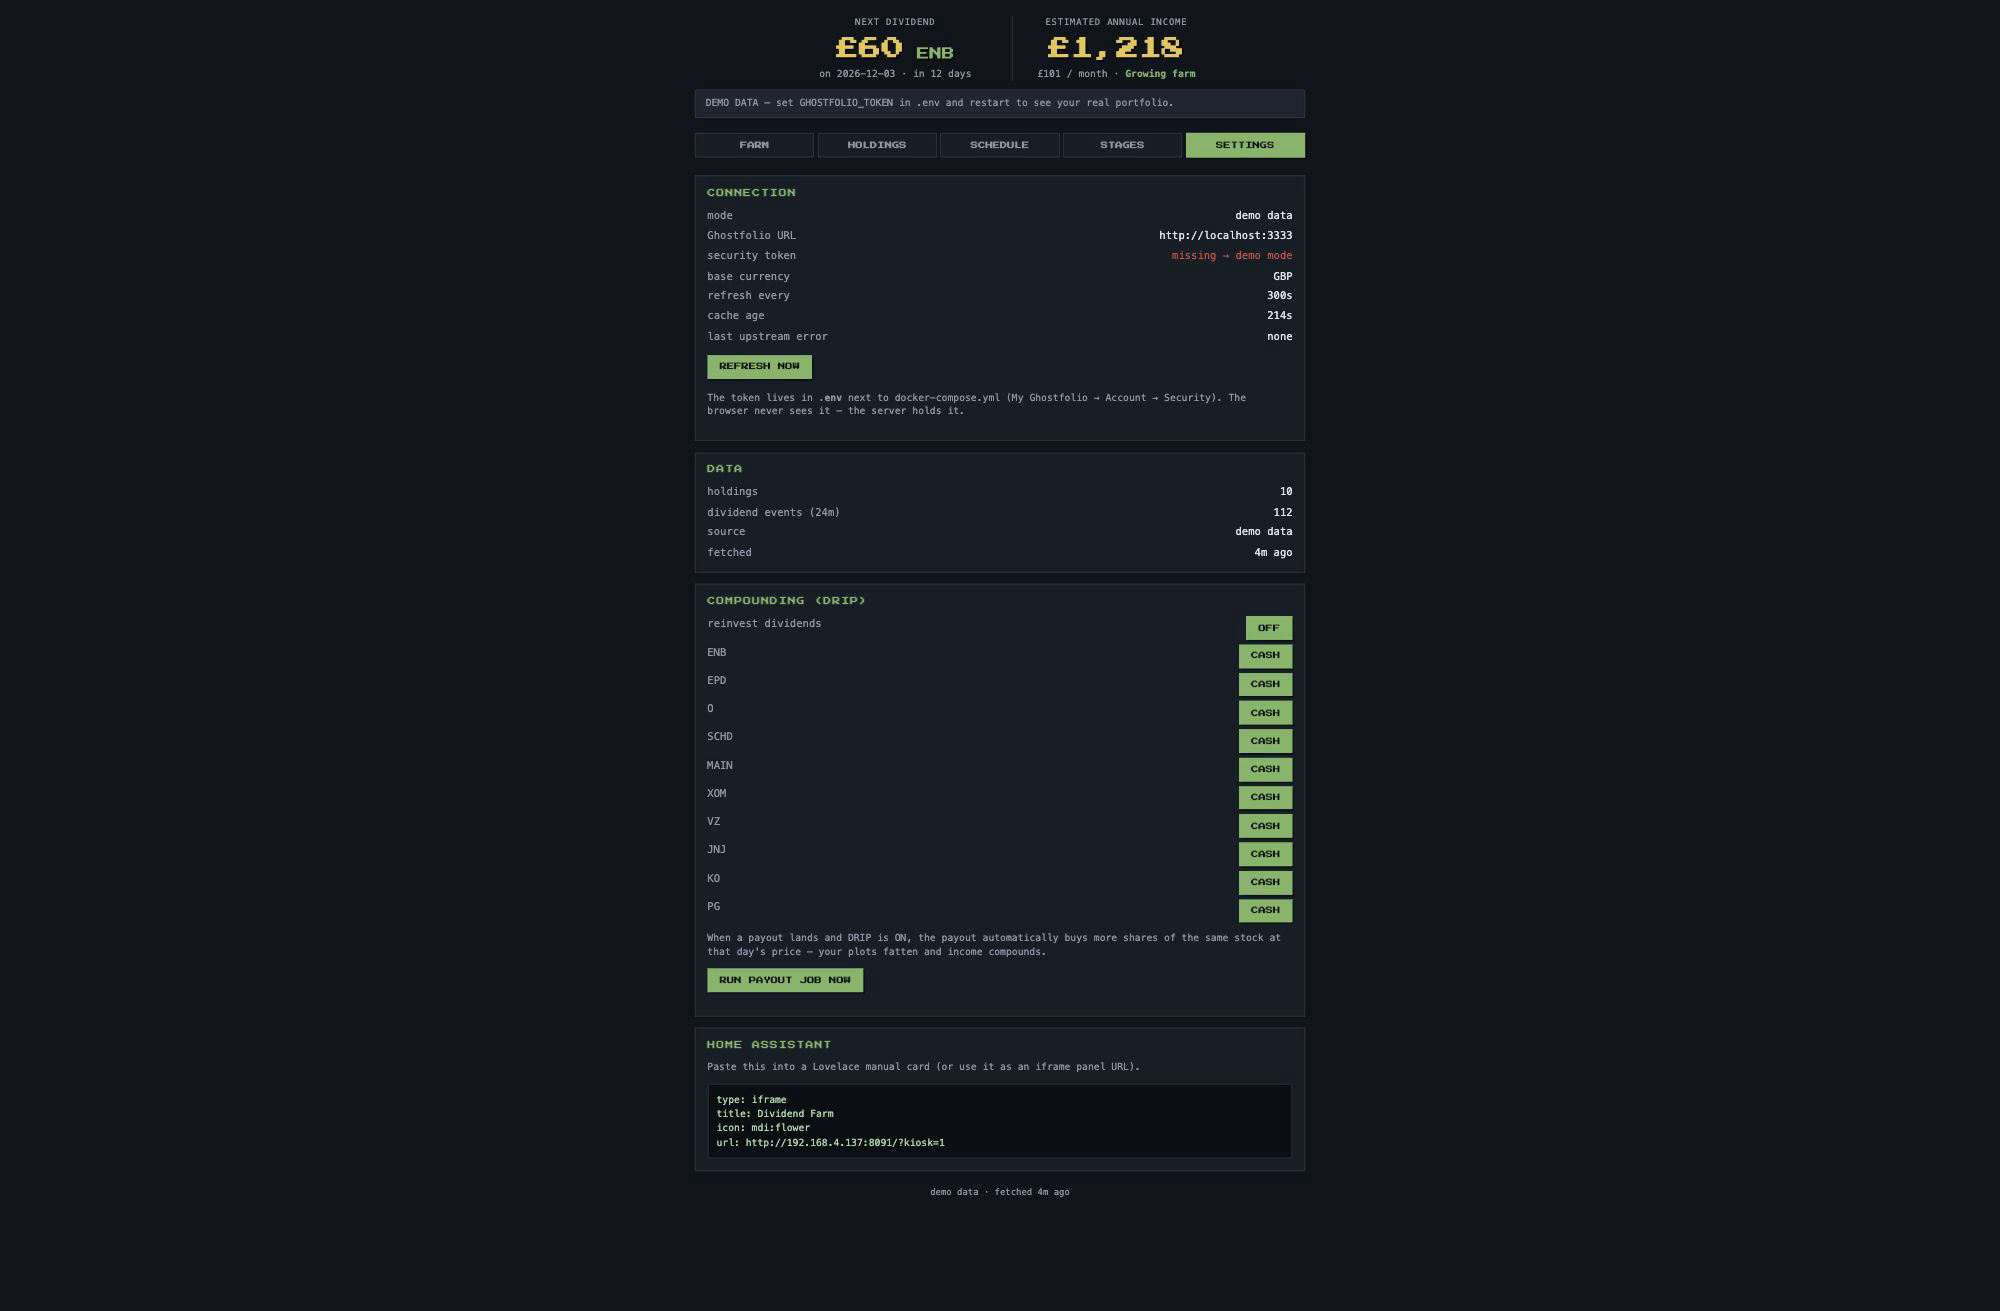 NEXT DIVIDEND
£60 ENB
on 2026-12-03 · in 12 days
ESTIMATED ANNUAL INCOME
£1,218
£101 / month · Growing farm
DEMO DATA — set GHOSTFOLIO_TOKEN in .env and restart to see your real portfolio.
FARM
HOLDINGS
SCHEDULE
STAGES
SETTINGS
CONNECTION
mode demo data
Ghostfolio URL http://localhost:3333
security token missing → demo mode
base currency GBP
refresh every 300s
cache age 214s
last upstream error none
REFRESH NOW
The token lives in .env next to docker-compose.yml (My Ghostfolio → Account → Security). The
browser never sees it — the server holds it.
DATA
holdings 10
dividend events (24m) 112
source demo data
fetched 4m ago
COMPOUNDING (DRIP)
reinvest dividends OFF
ENB CASH
EPD CASH
O CASH
SCHD CASH
MAIN CASH
XOM CASH
VZ CASH
JNJ CASH
KO CASH
PG CASH
When a payout lands and DRIP is ON, the payout automatically buys more shares of the same stock at
that day's price — your plots fatten and income compounds.
RUN PAYOUT JOB NOW
HOME ASSISTANT
Paste this into a Lovelace manual card (or use it as an iframe panel URL).
type: iframe
title: Dividend Farm
icon: mdi:flower
url: http://192.168.4.137:8091/?kiosk=1
demo data · fetched 4m ago